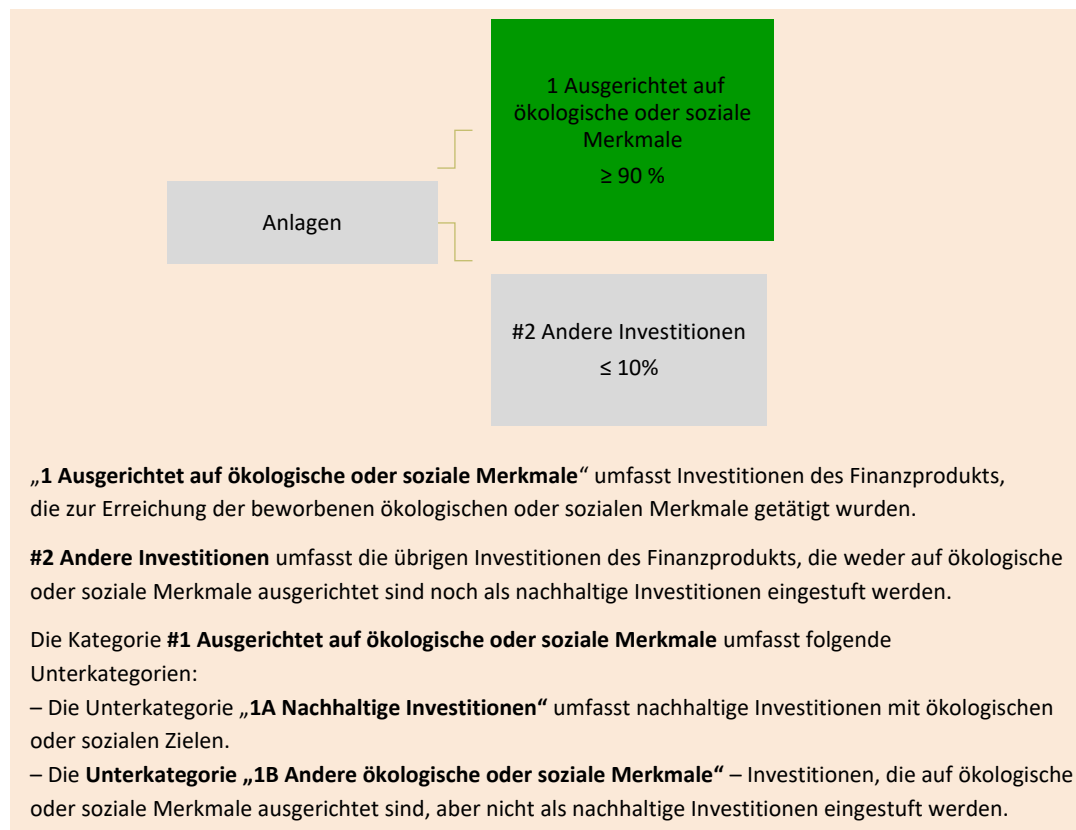 1 Ausgerichtet auf
ökologische oder soziale
Merkmale
≥ 90 %
Anlagen
#2 Andere Investitionen
≤ 10%
„1 Ausgerichtet auf ökologische oder soziale Merkmale“ umfasst Investitionen des Finanzprodukts,
die zur Erreichung der beworbenen ökologischen oder sozialen Merkmale getätigt wurden.
#2 Andere Investitionen umfasst die übrigen Investitionen des Finanzprodukts, die weder auf ökologische
oder soziale Merkmale ausgerichtet sind noch als nachhaltige Investitionen eingestuft werden.
Die Kategorie #1 Ausgerichtet auf ökologische oder soziale Merkmale umfasst folgende
Unterkategorien:
– Die Unterkategorie „1A Nachhaltige Investitionen“ umfasst nachhaltige Investitionen mit ökologischen
oder sozialen Zielen.
– Die Unterkategorie „1B Andere ökologische oder soziale Merkmale“ – Investitionen, die auf ökologische
oder soziale Merkmale ausgerichtet sind, aber nicht als nachhaltige Investitionen eingestuft werden.